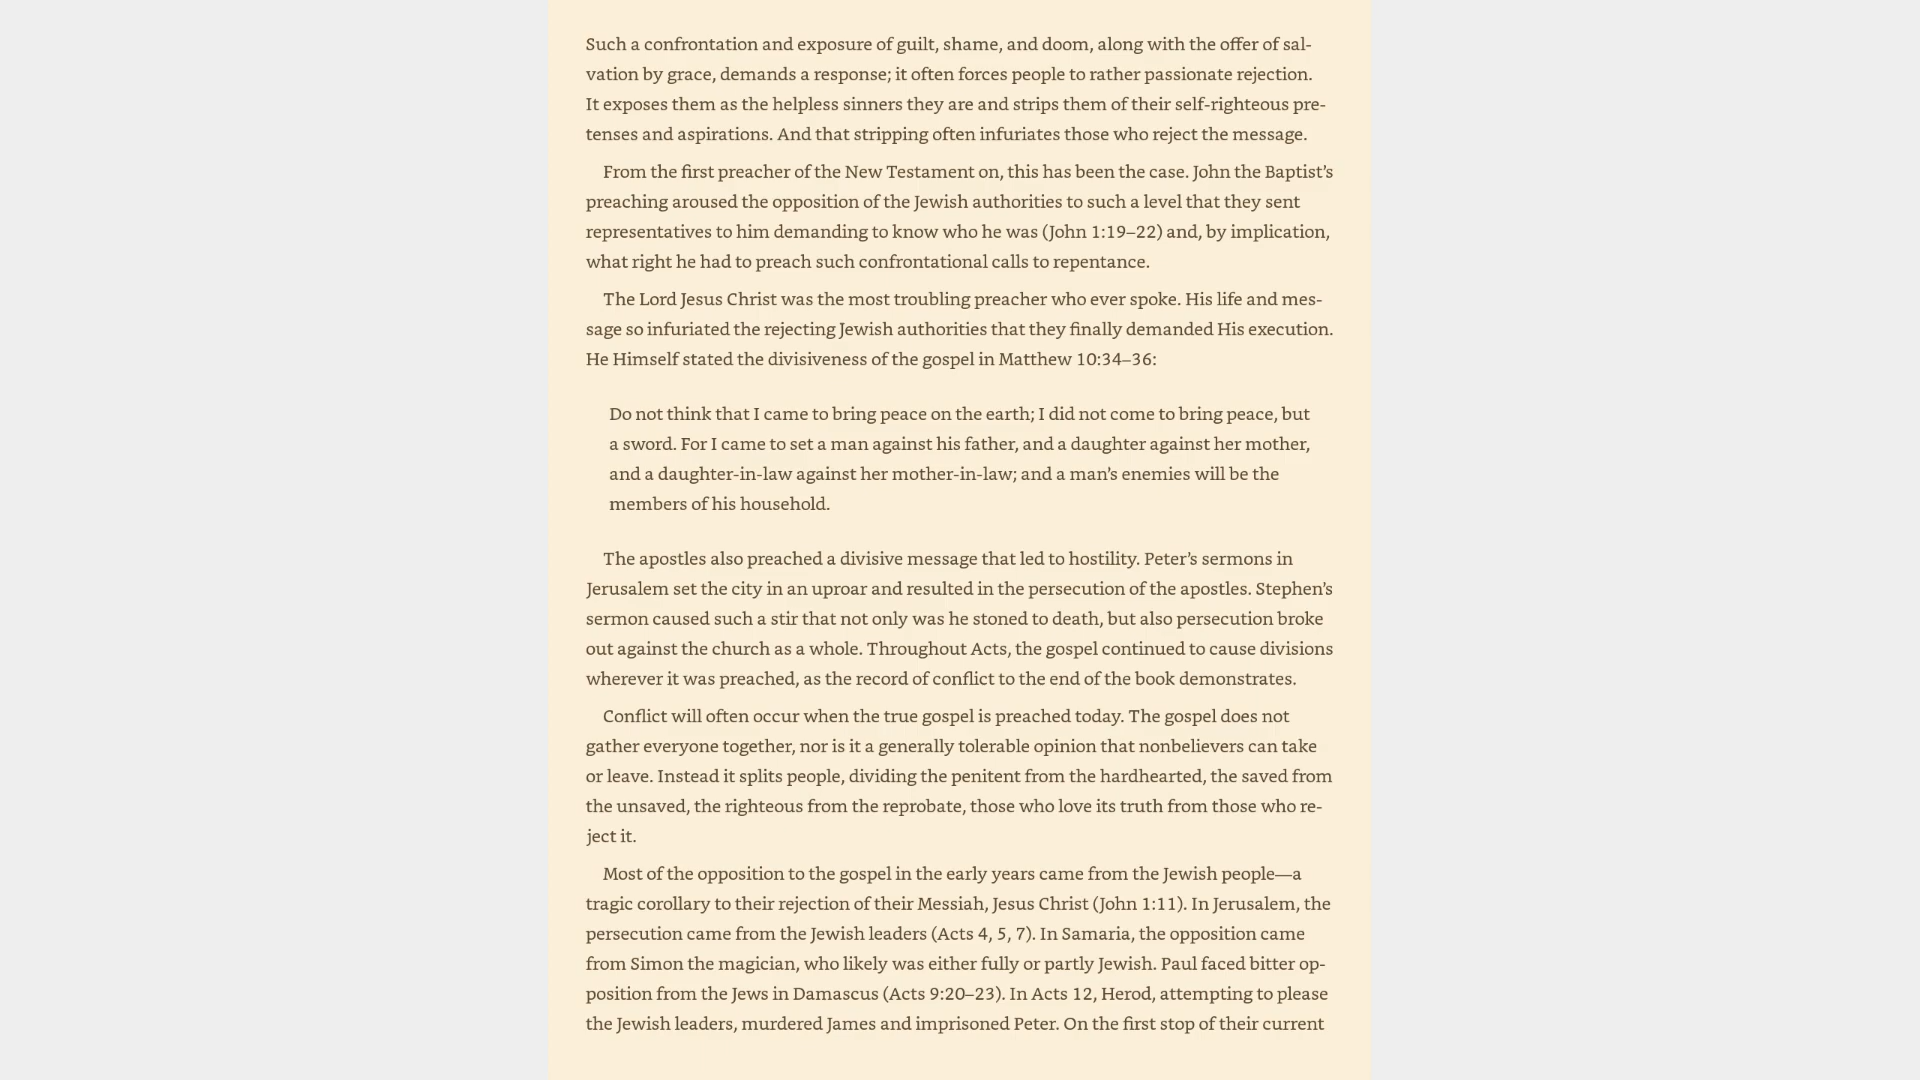 Such a confrontation and exposure of guilt, shame, and doom, along with the offer of sal-
vation by grace, demands a response; it often forces people to rather passionate rejection.
It exposes them as the helpless sinners they are and strips them of their self-righteous pre-
tenses and aspirations. And that stripping often infuriates those who reject the message.
From the first preacher of the New Testament on, this has been the case. John the Baptist’s
preaching aroused the opposition of the Jewish authorities to such a level that they sent
representatives to him demanding to know who he was (John 1:19–22) and, by implication,
what right he had to preach such confrontational calls to repentance.
The Lord Jesus Christ was the most troubling preacher who ever spoke. His life and mes-
sage so infuriated the rejecting Jewish authorities that they finally demanded His execution.
He Himself stated the divisiveness of the gospel in Matthew 10:34–36:
Do not think that I came to bring peace on the earth; I did not come to bring peace, but
a sword. For I came to set a man against his father, and a daughter against her mother,
and a daughter-in-law against her mother-in-law; and a man’s enemies will be the
members of his household.
The apostles also preached a divisive message that led to hostility. Peter’s sermons in
Jerusalem set the city in an uproar and resulted in the persecution of the apostles. Stephen’s
sermon caused such a stir that not only was he stoned to death, but also persecution broke
out against the church as a whole. Throughout Acts, the gospel continued to cause divisions
wherever it was preached, as the record of conflict to the end of the book demonstrates.
Conflict will often occur when the true gospel is preached today. The gospel does not
gather everyone together, nor is it a generally tolerable opinion that nonbelievers can take
or leave. Instead it splits people, dividing the penitent from the hardhearted, the saved from
the unsaved, the righteous from the reprobate, those who love its truth from those who re-
ject it.
Most of the opposition to the gospel in the early years came from the Jewish people—a
tragic corollary to their rejection of their Messiah, Jesus Christ (John 1:11). In Jerusalem, the
persecution came from the Jewish leaders (Acts 4, 5, 7). In Samaria, the opposition came
from Simon the magician, who likely was either fully or partly Jewish. Paul faced bitter op-
position from the Jews in Damascus (Acts 9:20–23). In Acts 12, Herod, attempting to please
the Jewish leaders, murdered James and imprisoned Peter. On the first stop of their current